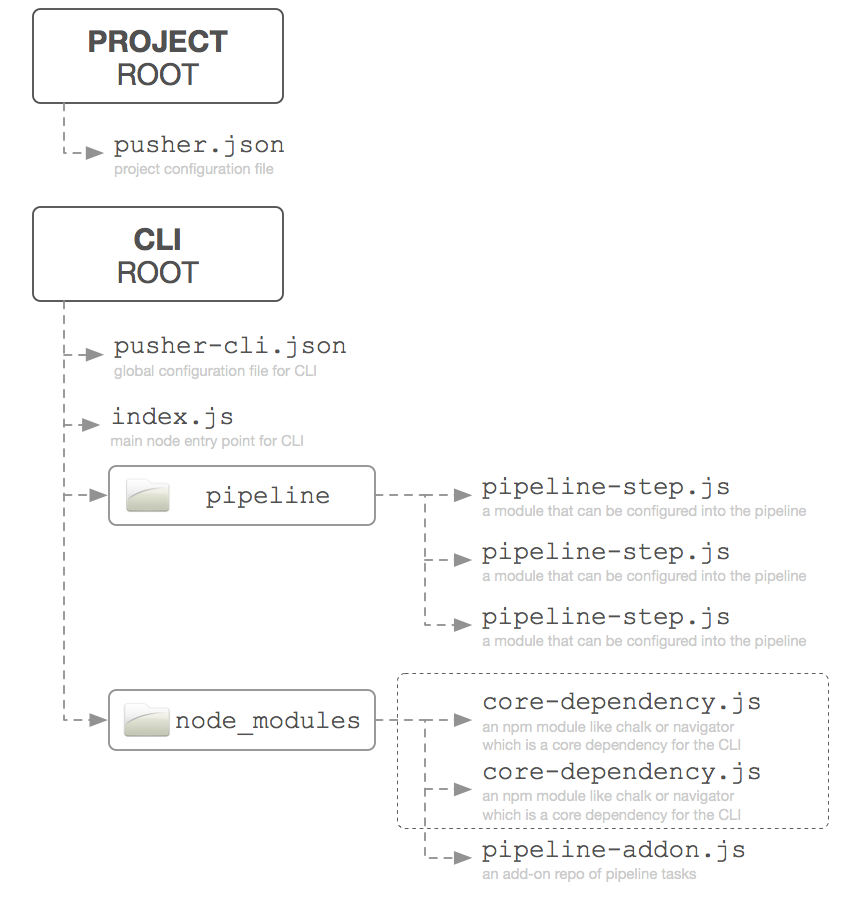 PROJECT
ROOT
pusher.json
project configuration file
CLI
ROOT
pusher-cli.json
global configuration file for CLI
index.js
main node entry point for CLI
pipeline
pipeline-step.js
a module that can be configured into the pipeline
pipeline-step.js
a module that can be configured into the pipeline
pipeline-step.js
a module that can be configured into the pipeline
node_modules
core-dependency.js
an npm module like chalk or navigator
which is a core dependency for the CLI
core-dependency.js
an npm module like chalk or navigator
which is a core dependency for the CLI
pipeline-addon.js
an add-on repo of pipeline tasks